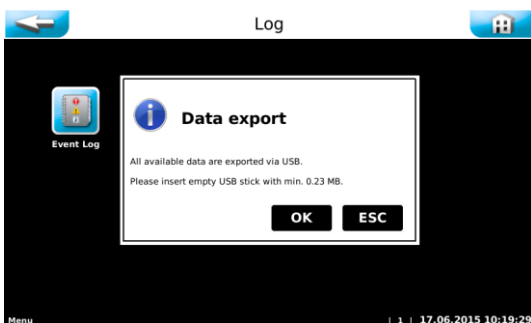 Log
Event Log
Data export
All available data are exported via USB.
Please insert empty USB stick with min. 0.23 MB.
OK ESC
Menu | 1 | 17.06.2015 10:19:29